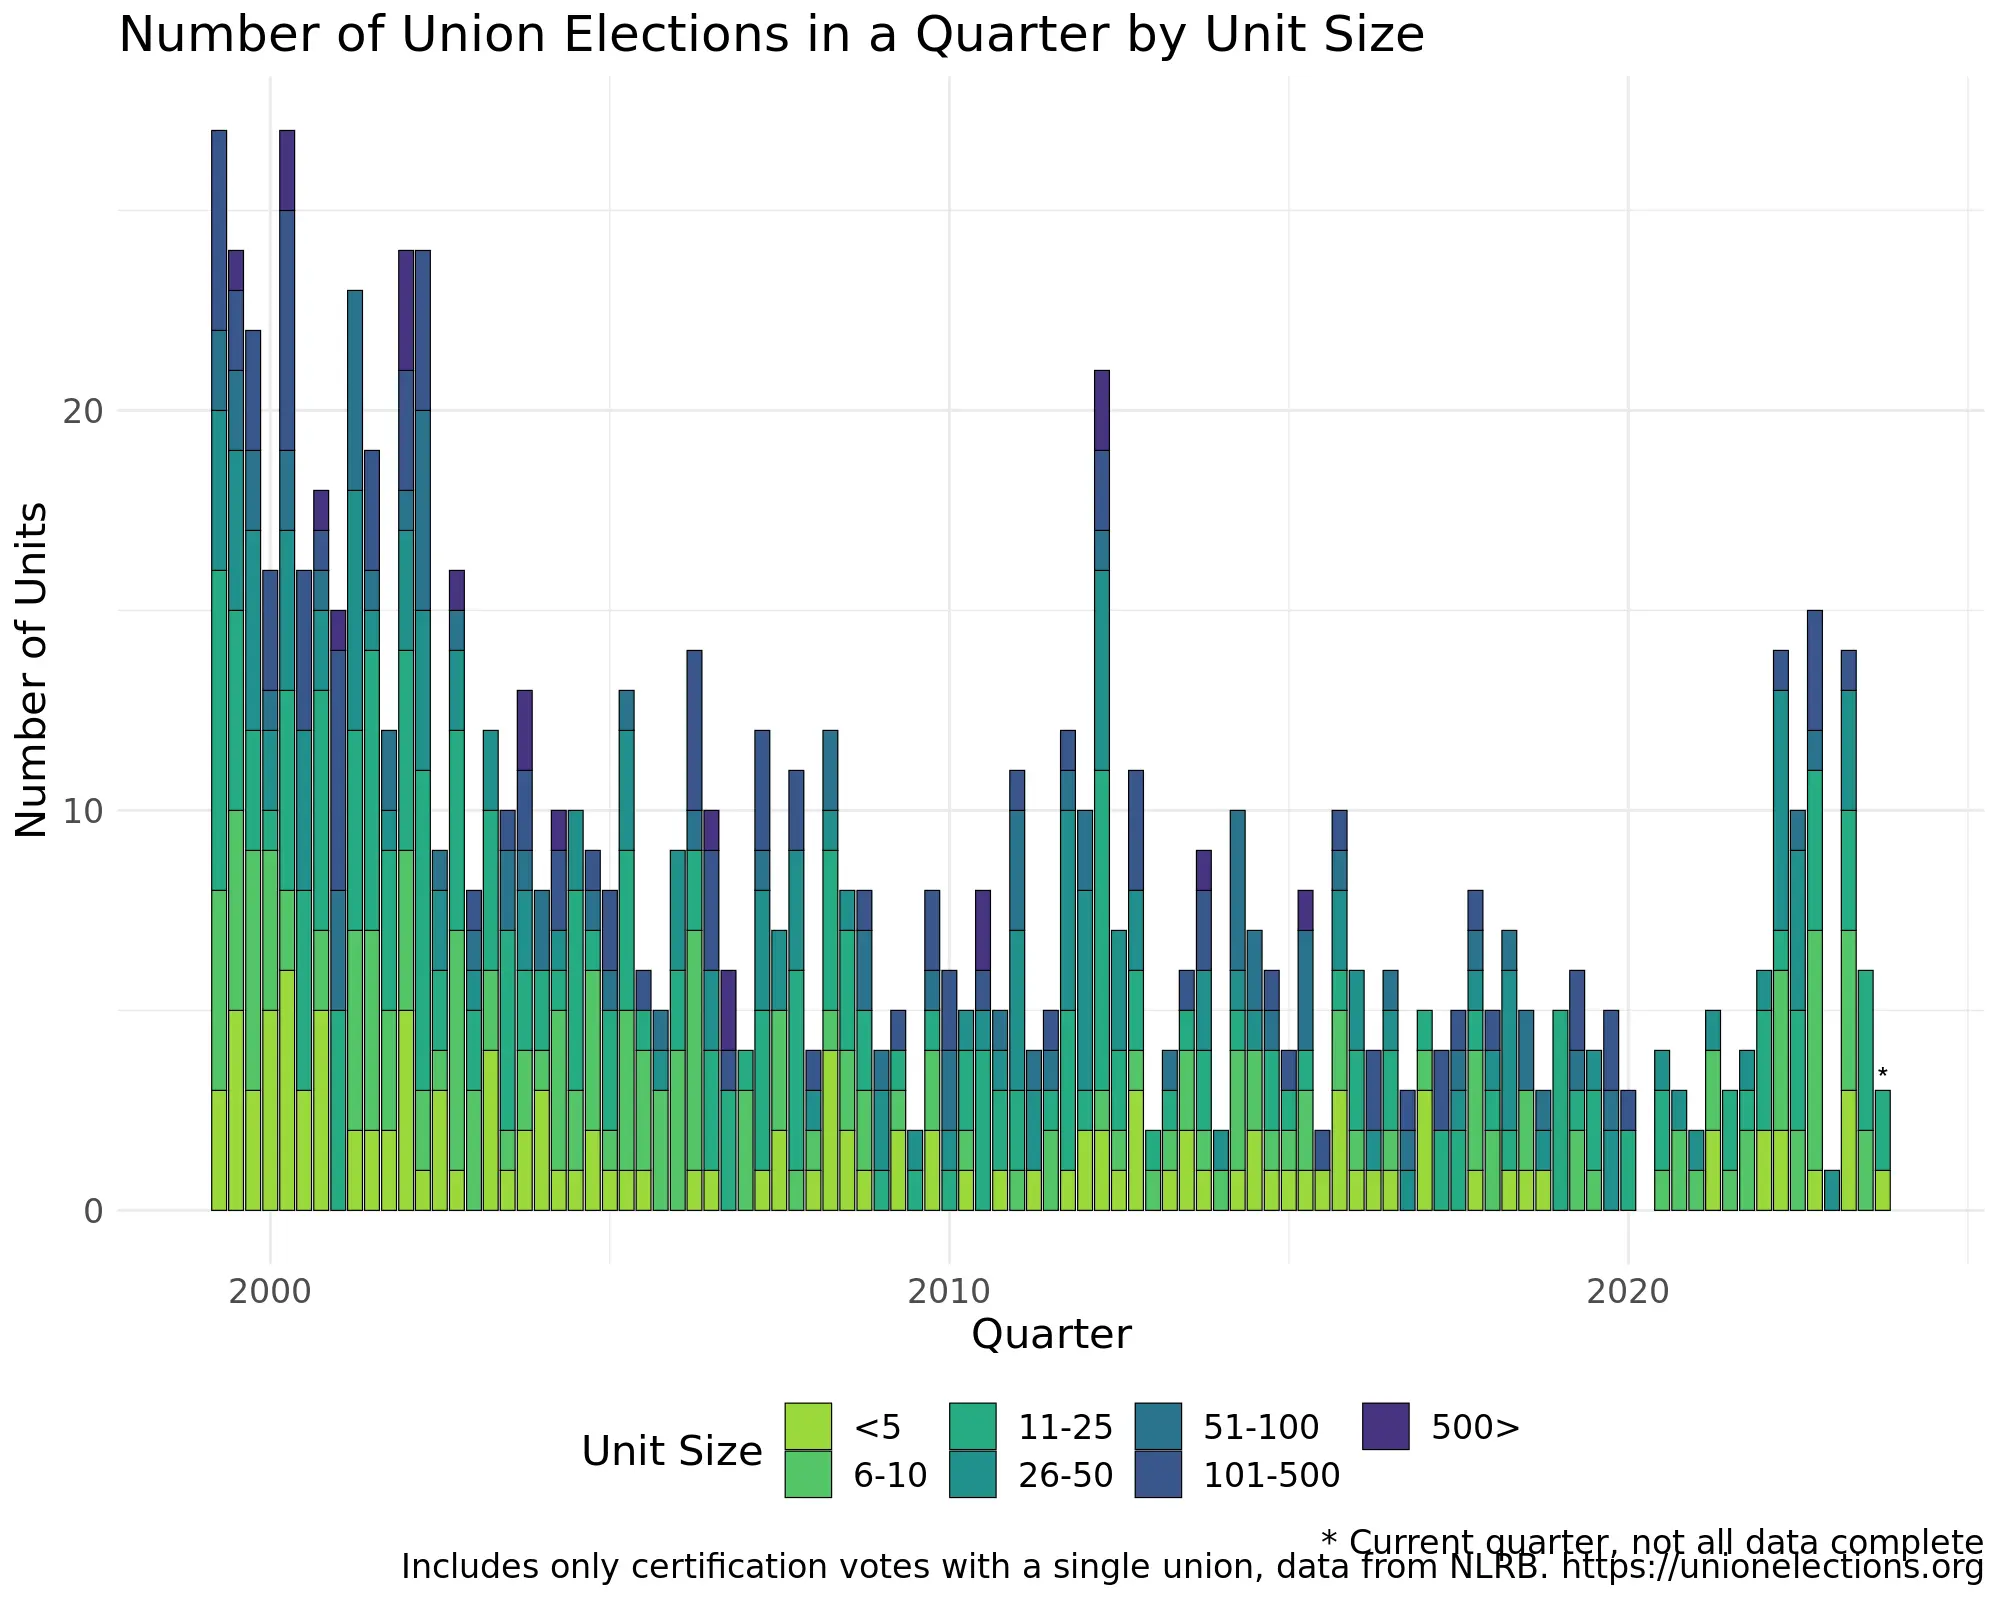 Number of Union Elections in a Quarter by Unit Size
Number of Units
20
10
0
*
2000 2010 2020
Quarter
Unit Size
<5 11-25 51-100 500>
6-10 26-50 101-500
* Current quarter, not all data complete
Includes only certification votes with a single union, data from NLRB. https://unionelections.org